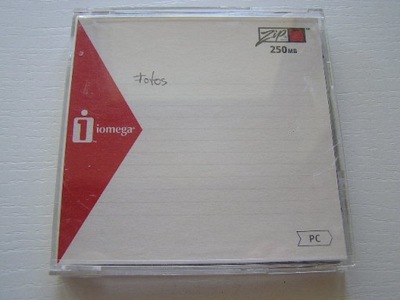 Zip
250MB
Fotos
iomega
PC